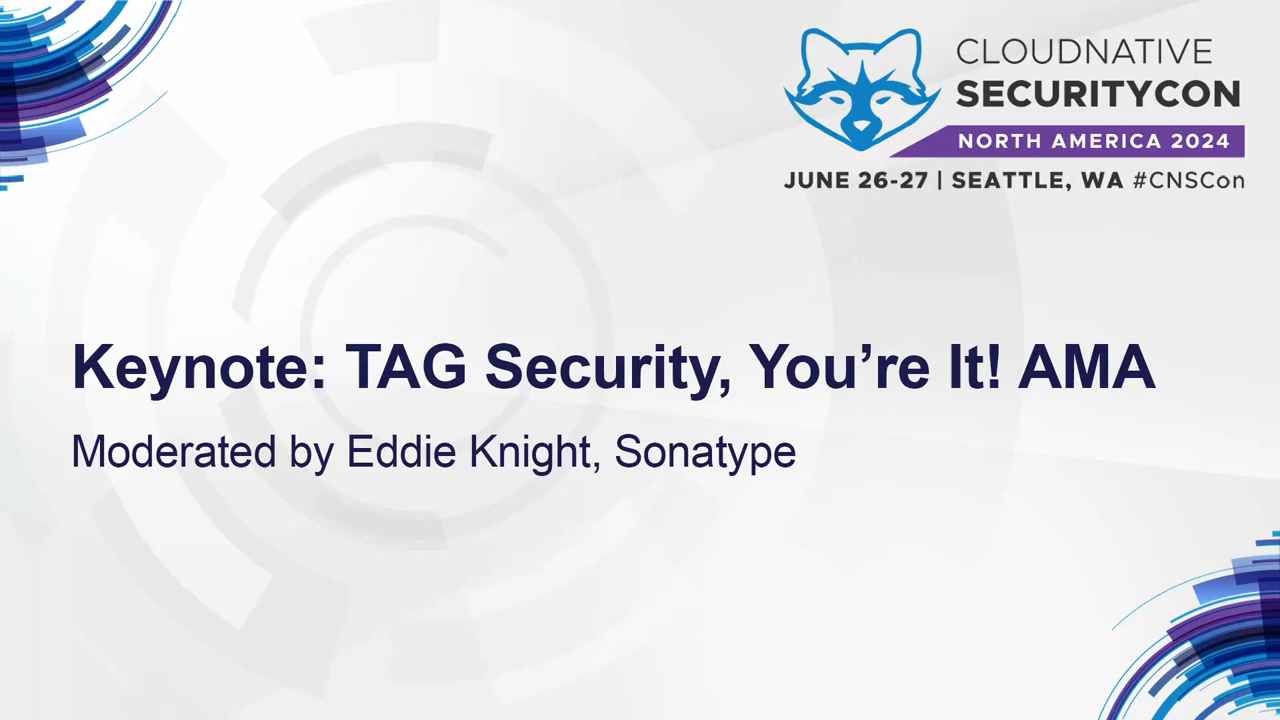 CLOUDNATIVE
SECURITYCON
NORTH AMERICA 2024
JUNE 26-27 | SEATTLE, WA #CNSCon
Keynote: TAG Security, You’re It! AMA
Moderated by Eddie Knight, Sonatype